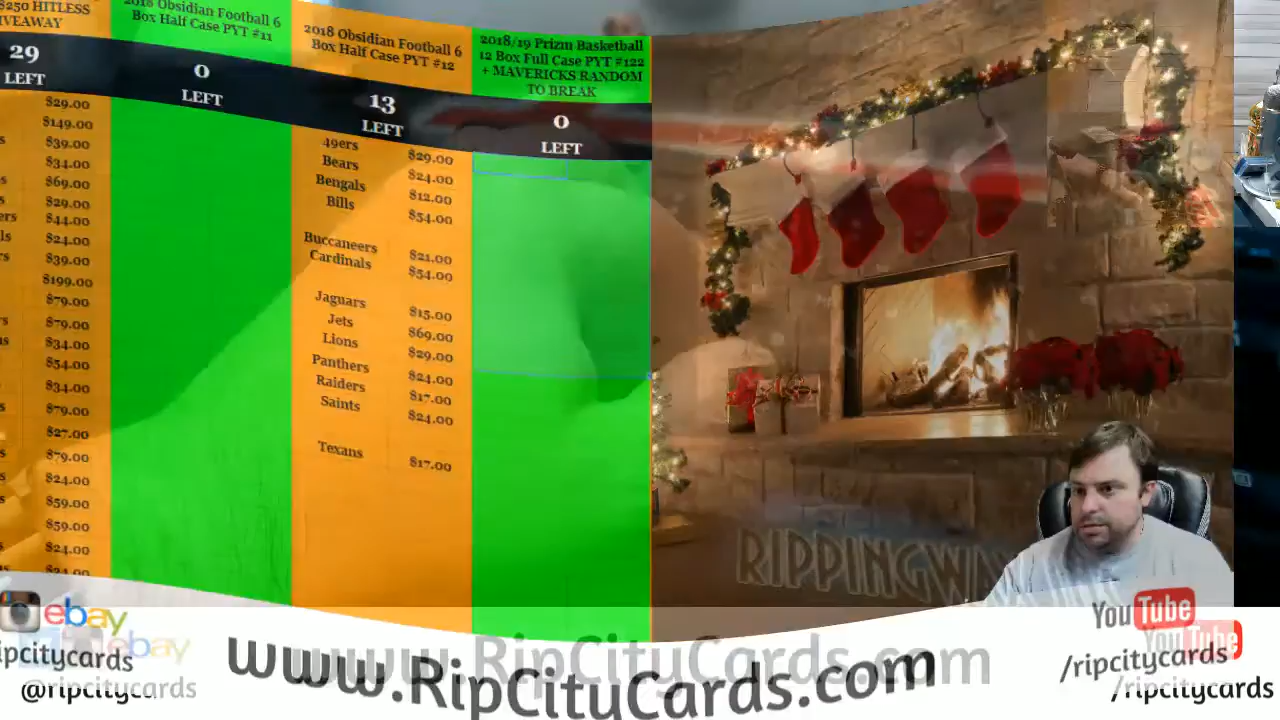 $250 HITLESS
29
LEFT
$29.00
$149.00
$39.00
$34.00
$69.00
$29.00
$44.00
$24.00
$39.00
$199.00
$79.00
$79.00
$34.00
$54.00
$34.00
$79.00
$27.00
$79.00
$24.00
$59.00
$59.00
$24.00
2018 Obsidian Football 6
Box Half Case PYT #11
0
LEFT
2018 Obsidian Football 6
Box Half Case PYT #12
13
LEFT
49ers $29.00
Bears $24.00
Bengals $12.00
Bills $54.00
Buccaneers $21.00
Cardinals $54.00
Jaguars $15.00
Jets $69.00
Lions $29.00
Panthers $24.00
Raiders $17.00
Saints $24.00
Texans $17.00
2018/19 Prizm Basketball
12 Box Full Case PYT #122
+ MAVERICKS RANDOM
TO BREAK
0
LEFT
RIPPINGW
ebay
ebay
ripcitycards
@ripcitycards
www.RipCityCards.com
www.RipCityCards.com
YouTube
YouTube
/ripcitycards
/ripcitycards